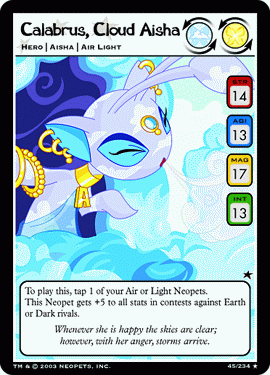 Calabrus, Cloud Aisha
HERO | AISHA | AIR LIGHT
STR
14
AGI
13
MAG
17
INT
13
To play this, tap 1 of your Air or Light Neopets.
This Neopet gets +5 to all stats in contests against Earth
or Dark rivals.
Whenever she is happy the skies are clear;
however, with her anger, storms arrive.
TM & © 2003 NEOPETS, INC.
45/234 ★